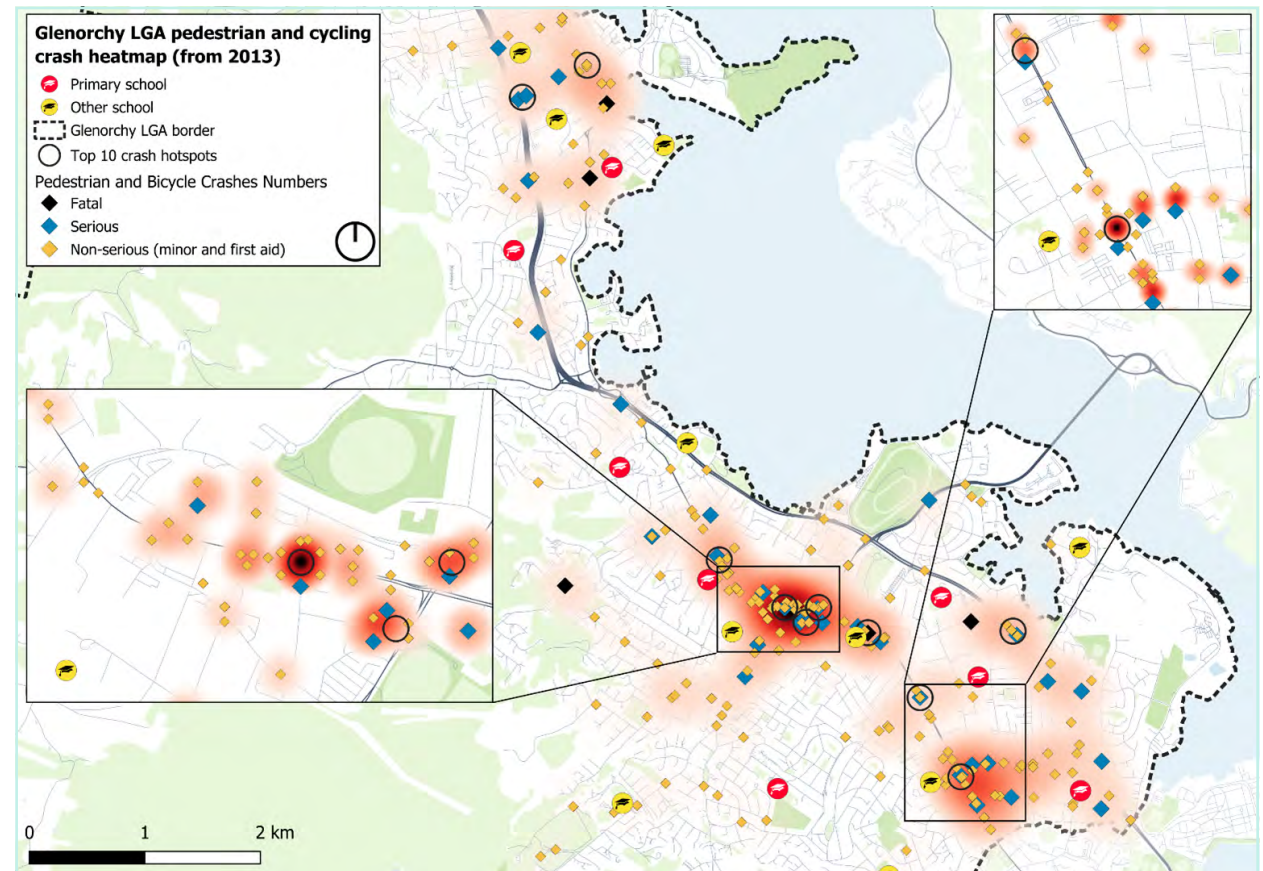 Glenorchy LGA pedestrian and cycling
crash heatmap (from 2013)
Primary school
Other school
Glenorchy LGA border
Top 10 crash hotspots
Pedestrian and Bicycle Crashes Numbers
Fatal
Serious
Non-serious (minor and first aid)
0 1 2 km